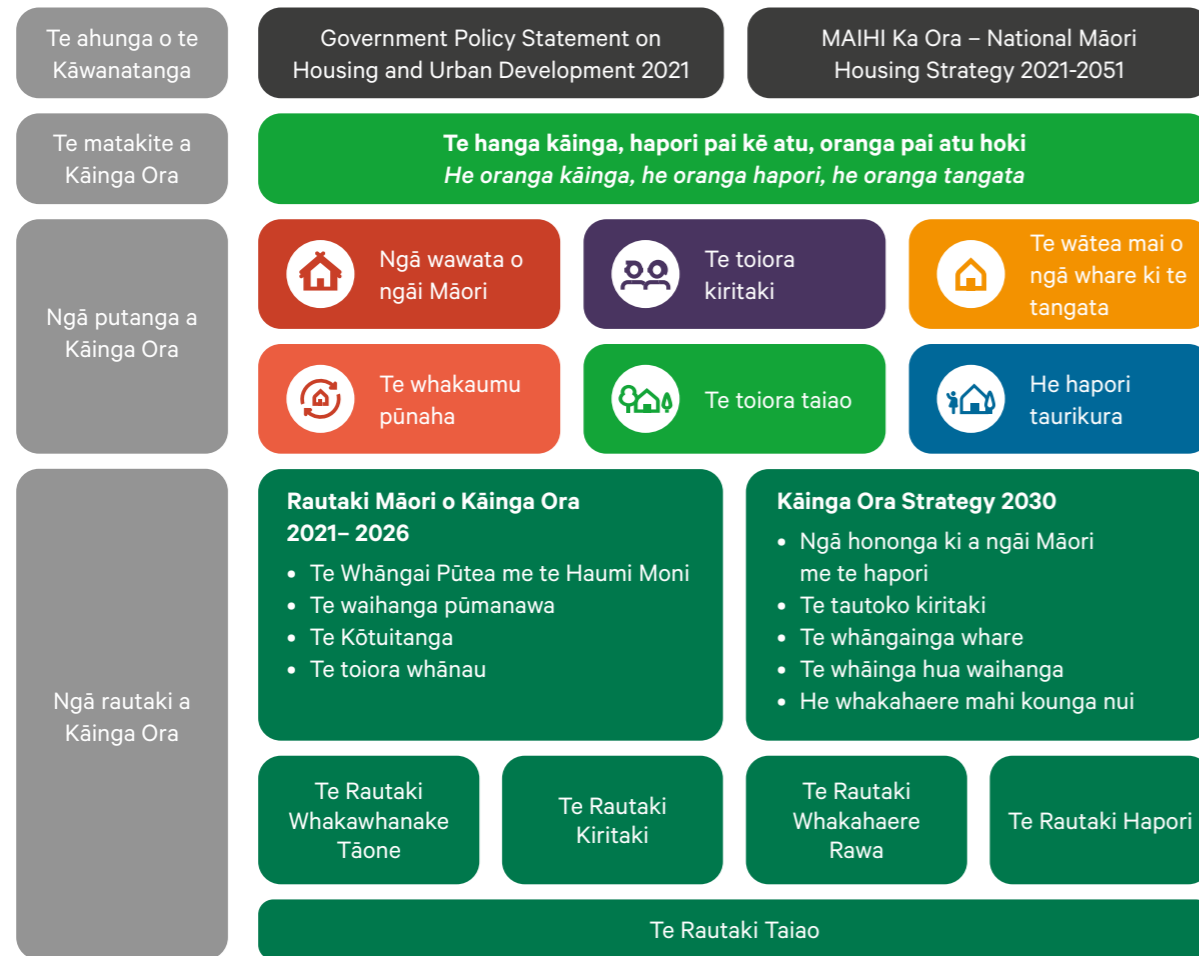 Te ahunga o te
Kāwanatanga
Government Policy Statement on
Housing and Urban Development 2021
MAIHI Ka Ora – National Māori
Housing Strategy 2021-2051
Te matakite a
Kāinga Ora
Te hanga kāinga, hapori pai kē atu, oranga pai atu hoki
He oranga kāinga, he oranga hapori, he oranga tangata
Ngā putanga a
Kāinga Ora
Ngā wawata o
ngāi Māori
Te toiora
kiritaki
Te wātea mai o
ngā whare ki te
tangata
Te whakaumu
pūnaha
Te toiora taiao
He hapori
taurikura
Ngā rautaki a
Kāinga Ora
Rautaki Māori o Kāinga Ora
2021– 2026
• Te Whāngai Pūtea me te Haumi Moni
• Te waihanga pūmanawa
• Te Kōtuitanga
• Te toiora whānau
Kāinga Ora Strategy 2030
• Ngā hononga ki a ngāi Māori
me te hapori
• Te tautoko kiritaki
• Te whāngainga whare
• Te whāinga hua waihanga
• He whakahaere mahi kounga nui
Te Rautaki
Whakawhanake
Tāone
Te Rautaki
Kiritaki
Te Rautaki
Whakahaere
Rawa
Te Rautaki Hapori
Te Rautaki Taiao